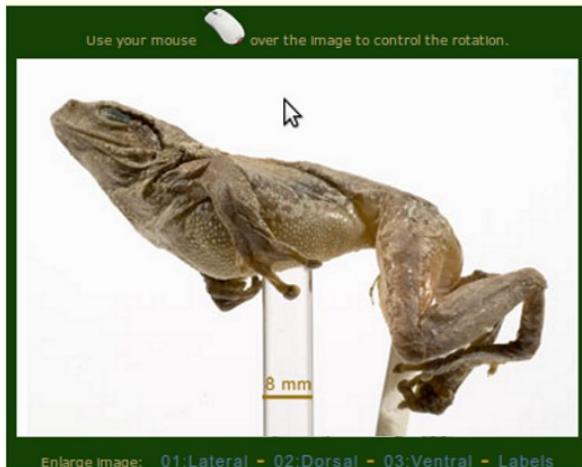 Use your mouse over the image to control the rotation.
8 mm
Enlarge Image: 01:Lateral - 02:Dorsal - 03:Ventral - Labels